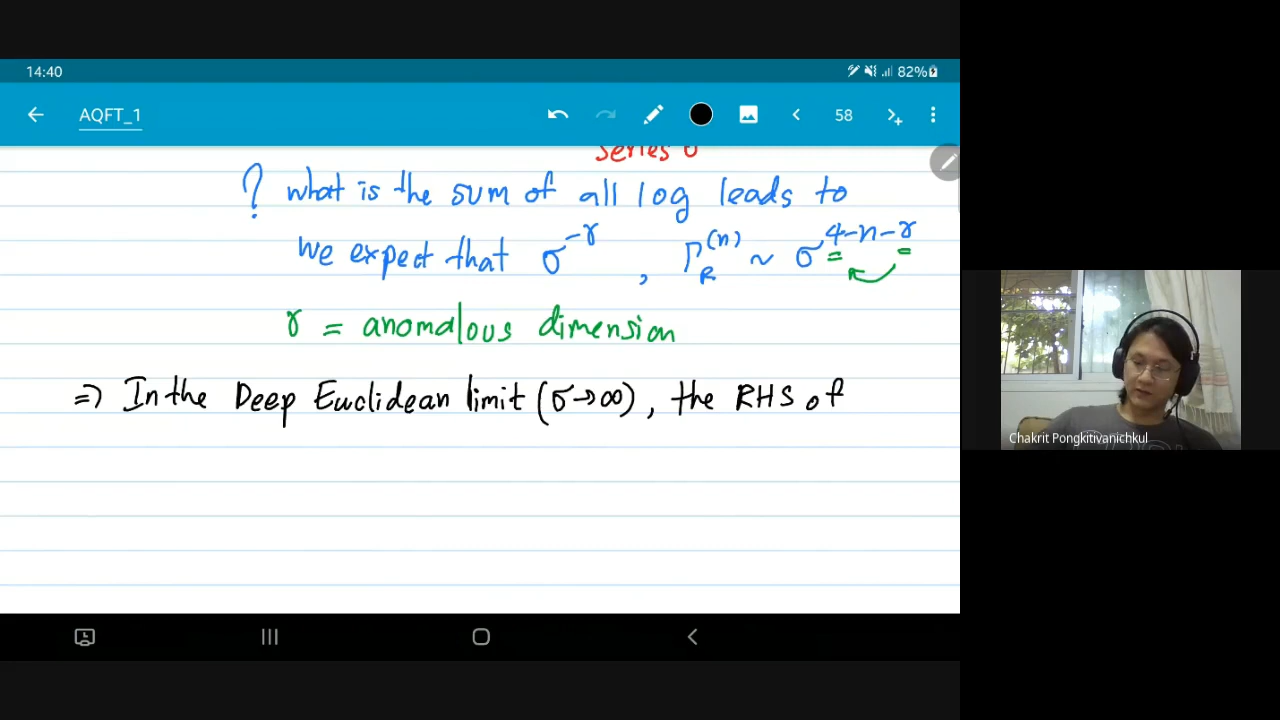 14:40
82%
AQFT_1
58
series
? what is the sum of all log leads to
we expect that σ^{-γ} , Γ_R^{(n)} ~ σ^{4-n-γ}
γ = anomalous dimension
=> In the Deep Euclidean limit (σ→∞), the RHS of
Chakrit Pongkitivanichkul